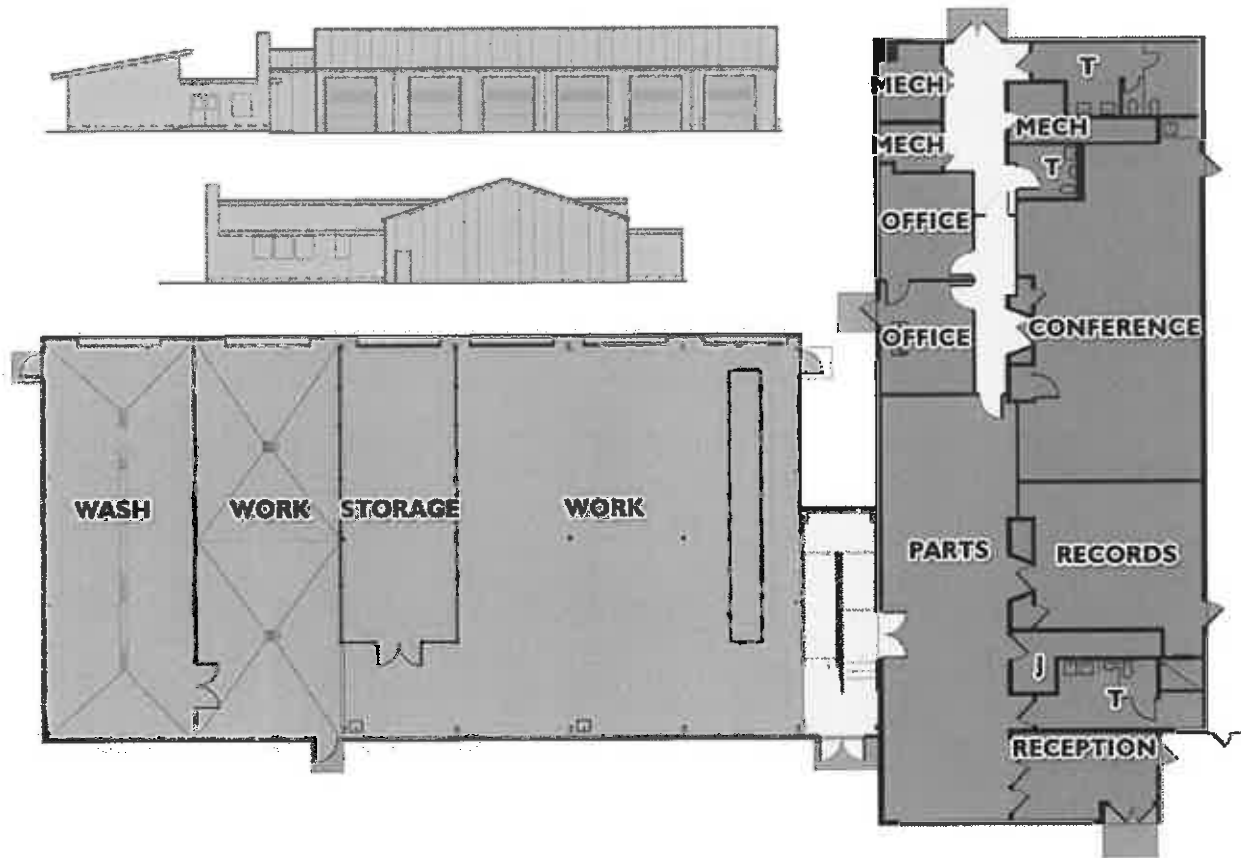 MECH
T
MECH
MECH
T
OFFICE
OFFICE
CONFERENCE
WASH
WORK
STORAGE
WORK
PARTS
RECORDS
J
T
RECEPTION